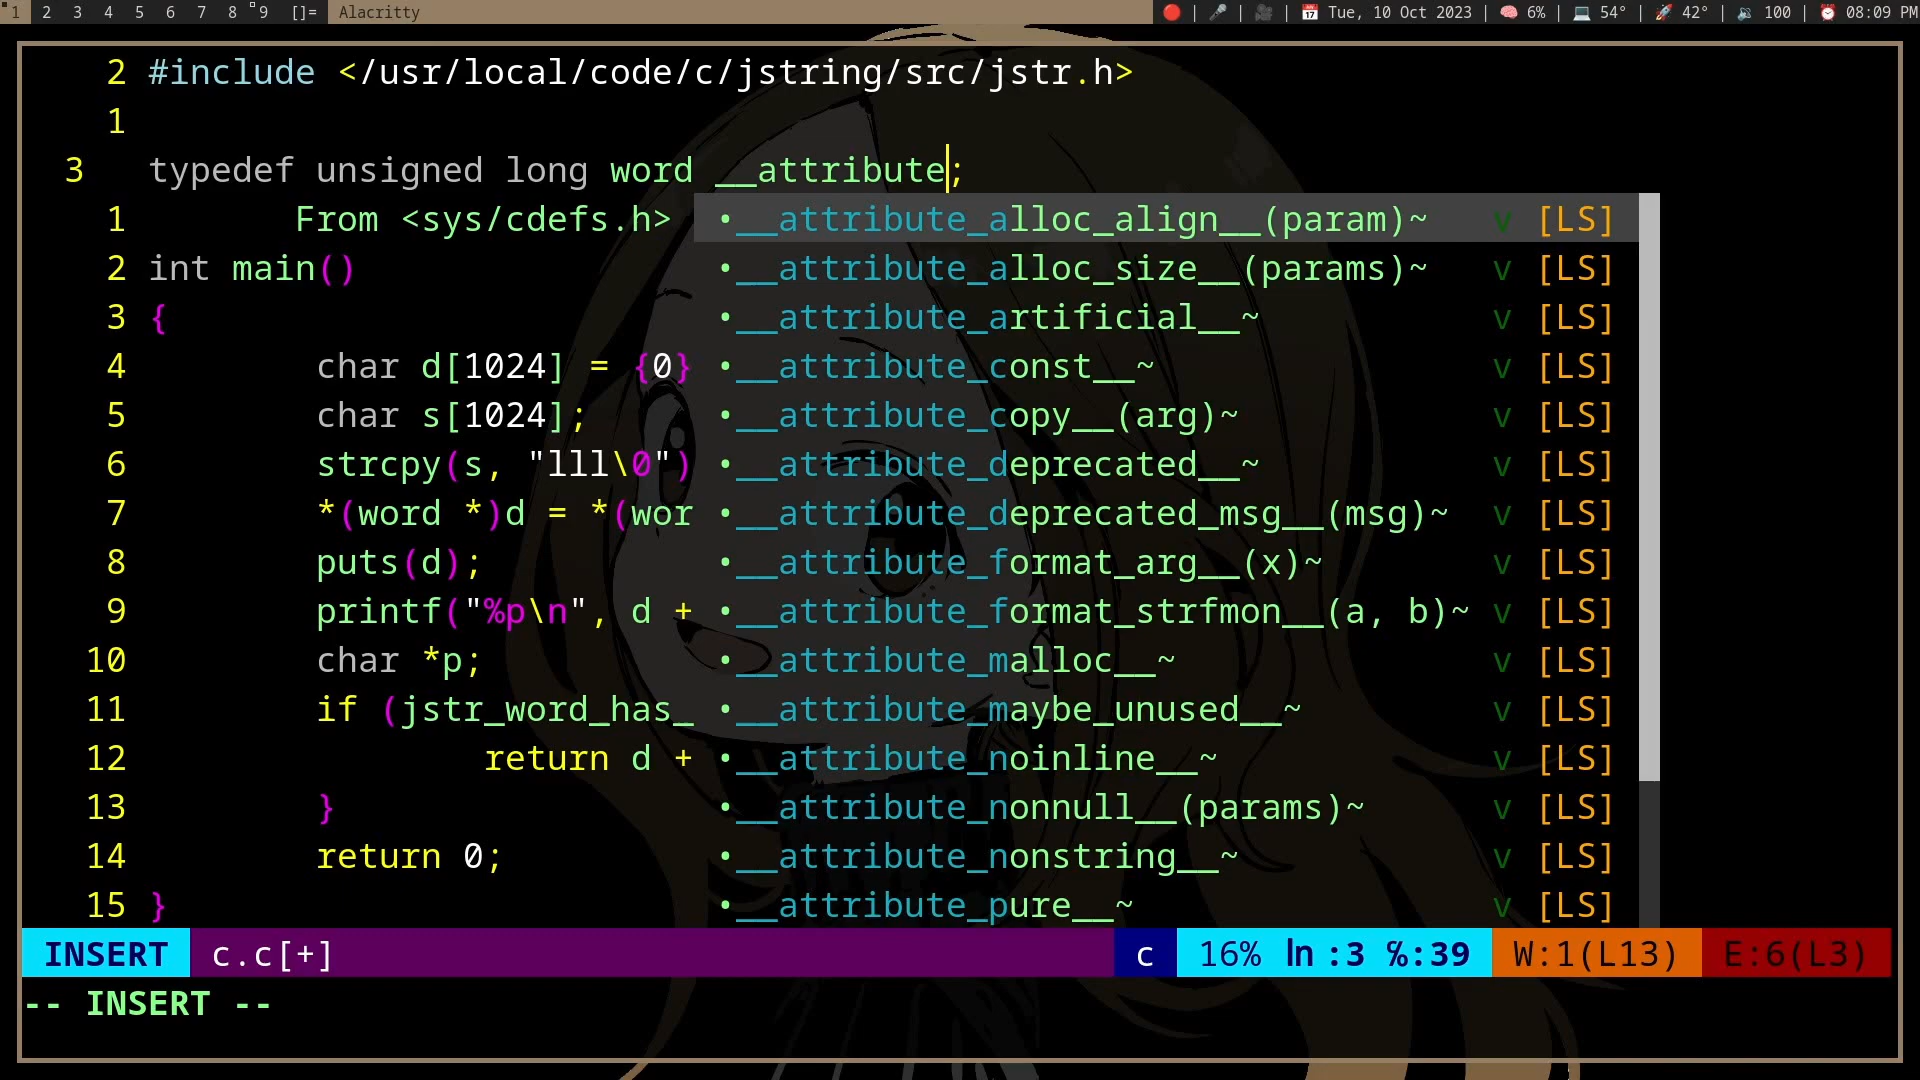 1 2 3 4 5 6 7 8 9 []= Alacritty | | | Tue, 10 Oct 2023 | 6% | 54° | 42° | 100 | 08:09 PM
2 #include </usr/local/code/c/jstring/src/jstr.h>
1
3 typedef unsigned long word __attribute;
1 From <sys/cdefs.h> •__attribute_alloc_align__(param)~ v [LS]
2 int main() •__attribute_alloc_size__(params)~ v [LS]
3 { •__attribute_artificial__~ v [LS]
4 char d[1024] = {0} •__attribute_const__~ v [LS]
5 char s[1024]; •__attribute_copy__(arg)~ v [LS]
6 strcpy(s, "lll\0") •__attribute_deprecated__~ v [LS]
7 *(word *)d = *(wor •__attribute_deprecated_msg__(msg)~ v [LS]
8 puts(d); •__attribute_format_arg__(x)~ v [LS]
9 printf("%p\n", d + •__attribute_format_strfmon__(a, b)~ v [LS]
10 char *p; •__attribute_malloc__~ v [LS]
11 if (jstr_word_has_ •__attribute_maybe_unused__~ v [LS]
12 return d + •__attribute_noinline__~ v [LS]
13 } •__attribute_nonnull__(params)~ v [LS]
14 return 0; •__attribute_nonstring__~ v [LS]
15 } •__attribute_pure__~ v [LS]
INSERT c.c[+] c 16% ln :3 ℅:39 W:1(L13) E:6(L3)
-- INSERT --